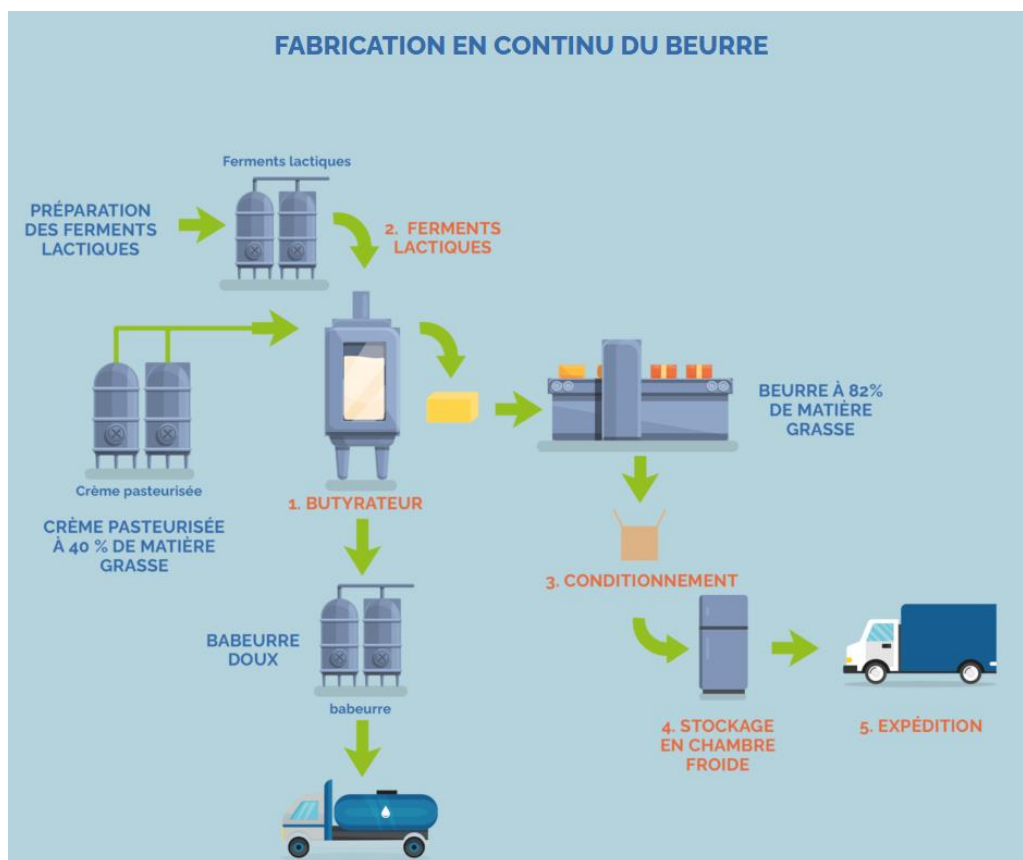 FABRICATION EN CONTINU DU BEURRE
Ferments lactiques
PRÉPARATION
DES FERMENTS
LACTIQUES
2. FERMENTS
LACTIQUES
BEURRE À 82%
DE MATIÈRE
GRASSE
Crème pasteurisée
1. BUTYRATEUR
CRÈME PASTEURISÉE
À 40 % DE MATIÈRE
GRASSE
3. CONDITIONNEMENT
BABEURRE
DOUX
babeurre
4. STOCKAGE
EN CHAMBRE
FROIDE
5. EXPÉDITION